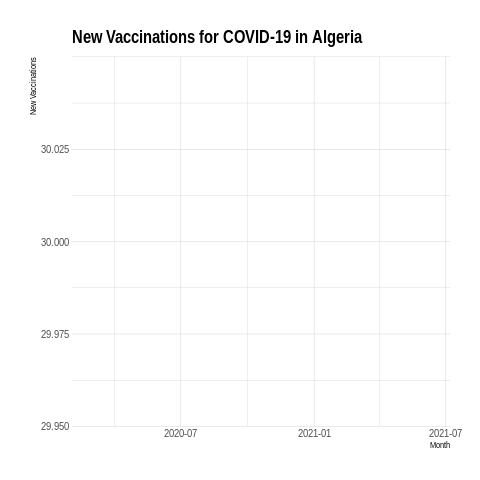 New Vaccinations for COVID-19 in Algeria
New Vaccinations
30.025
30.000
29.975
29.950
2020-07
2021-01
2021-07
Month